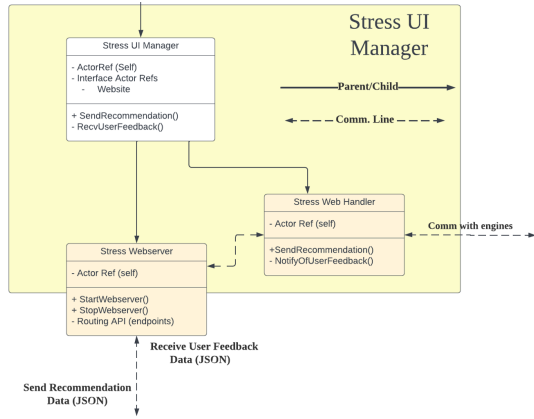 Stress UI
Manager
Stress UI Manager
- ActorRef (Self)
- Interface Actor Refs
- Website
+ SendRecommendation()
- RecvUserFeedback()
Parent/Child
Comm. Line
Stress Web Handler
- Actor Ref (self)
+SendRecommendation()
- NotifyOfUserFeedback()
Comm with engines
Stress Webserver
- Actor Ref (self)
+ StartWebserver()
+ StopWebserver()
- Routing API (endpoints)
Receive User Feedback
Data (JSON)
Send Recommendation
Data (JSON)